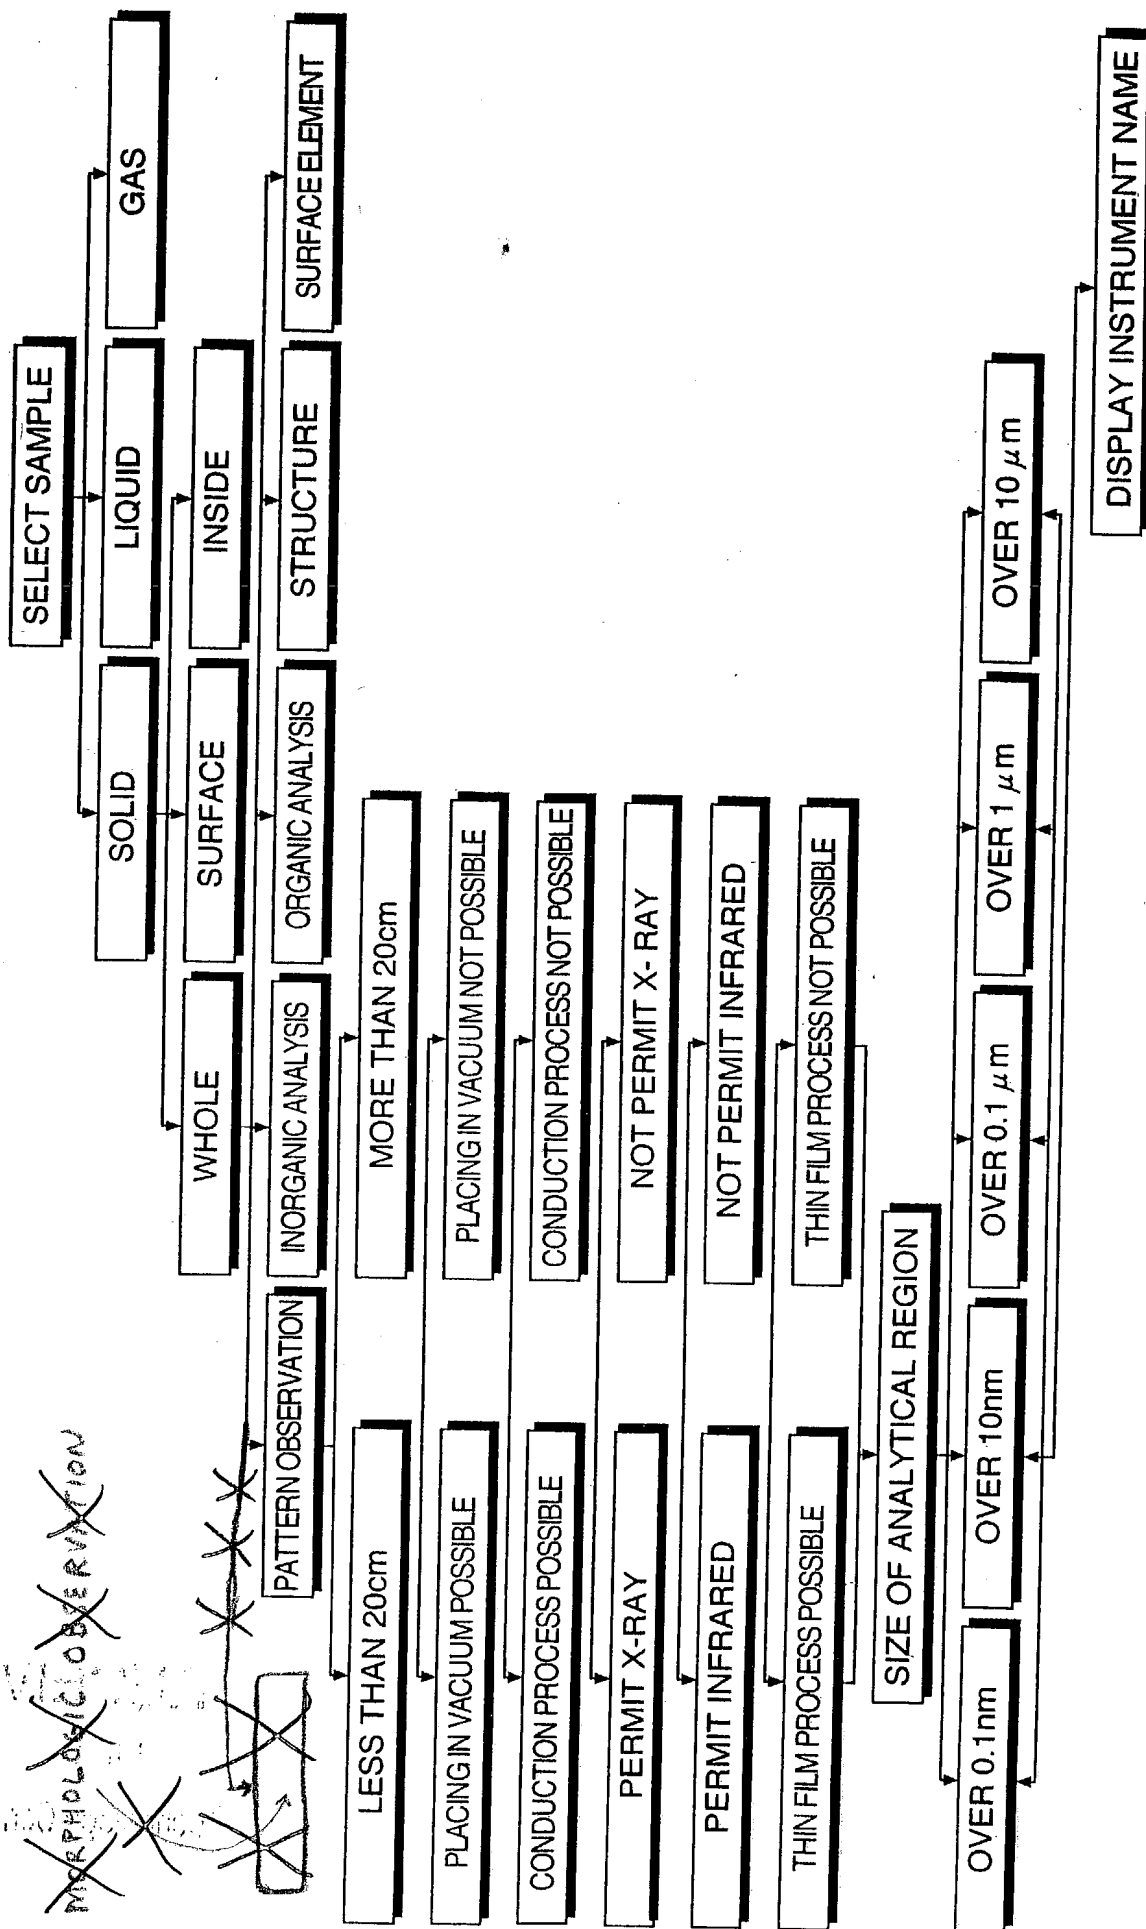 SELECT SAMPLE
SOLID
LIQUID
GAS
WHOLE
SURFACE
INSIDE
PATTERN OBSERVATION
INORGANIC ANALYSIS
ORGANIC ANALYSIS
STRUCTURE
SURFACE ELEMENT
LESS THAN 20cm
MORE THAN 20cm
PLACING IN VACUUM POSSIBLE
PLACING IN VACUUM NOT POSSIBLE
CONDUCTION PROCESS POSSIBLE
CONDUCTION PROCESS NOT POSSIBLE
PERMIT X-RAY
NOT PERMIT X-RAY
PERMIT INFRARED
NOT PERMIT INFRARED
THIN FILM PROCESS POSSIBLE
THIN FILM PROCESS NOT POSSIBLE
SIZE OF ANALYTICAL REGION
OVER 0.1nm
OVER 10nm
OVER 0.1 μm
OVER 1 μm
OVER 10 μm
DISPLAY INSTRUMENT NAME
MORPHOLOGIC OBSERVATION